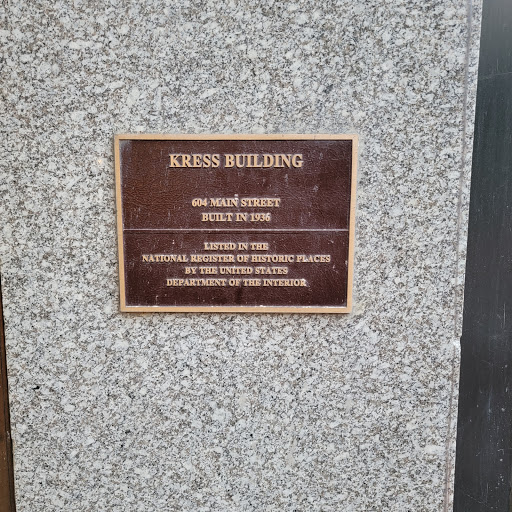 KRESS BUILDING
604 MAIN STREET
BUILT IN 1936
LISTED IN THE
NATIONAL REGISTER OF HISTORIC PLACES
BY THE UNITED STATES
DEPARTMENT OF THE INTERIOR